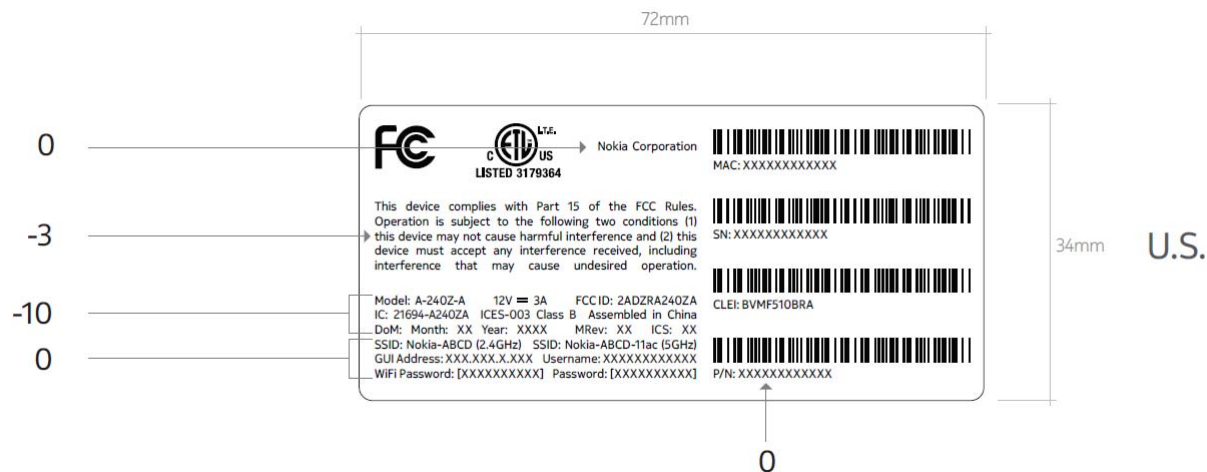 72mm
34mm
U.S.
0
-3
-10
0
0
FC
ETL
I.T.E.
C US
LISTED 3179364
Nokia Corporation
This device complies with Part 15 of the FCC Rules.
Operation is subject to the following two conditions (1)
this device may not cause harmful interference and (2) this
device must accept any interference received, including
interference that may cause undesired operation.
Model: A-240Z-A 12V 3A FCC ID: 2ADZRA240ZA
IC: 21694-A240ZA ICES-003 Class B Assembled in China
DoM: Month: XX Year: XXXX MRev: XX ICS: XX
SSID: Nokia-ABCD (2.4GHz) SSID: Nokia-ABCD-11ac (5GHz)
GUI Address: XXX.XXX.X.XXX Username: XXXXXXXXXXXX
WiFi Password: [XXXXXXXXXX] Password: [XXXXXXXXXX]
MAC: XXXXXXXXXXXX
SN: XXXXXXXXXXXX
CLEI: BVMF510BRA
P/N: XXXXXXXXXXXX